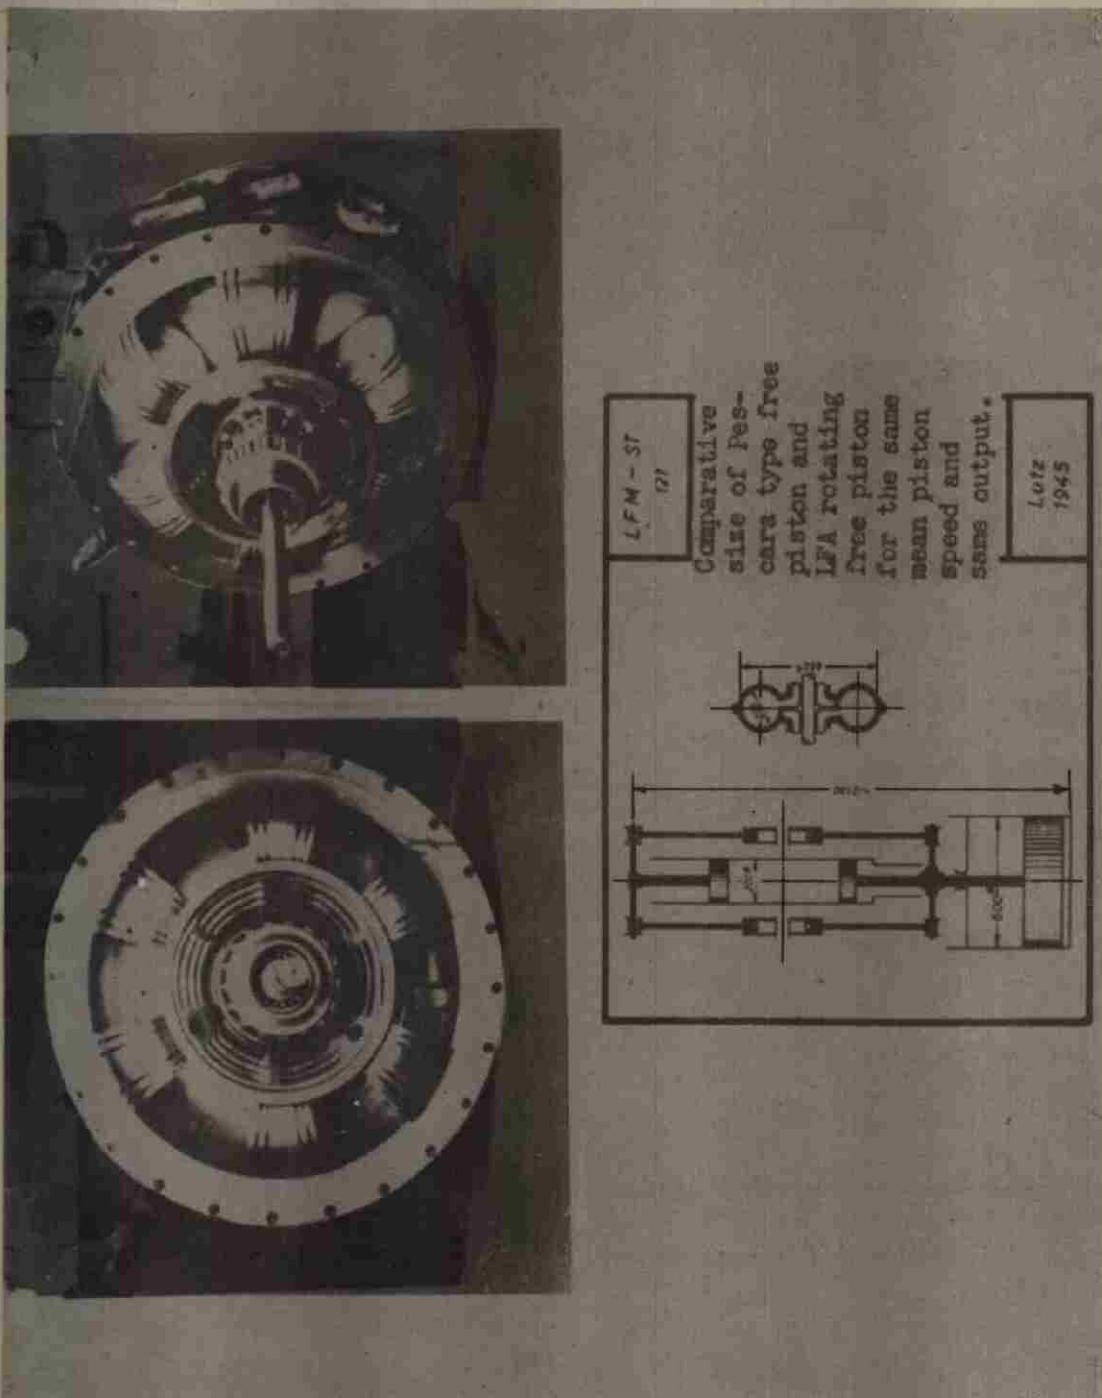 LFM - ST
121
Comparative
size of Pes-
cara type free
piston and
LFA rotating
free piston
for the same
mean piston
speed and
same output.
Lutz
1945